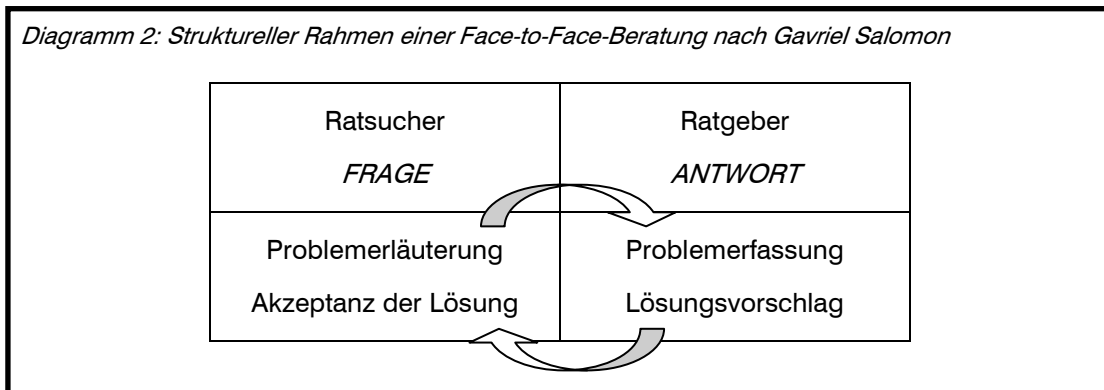 Diagramm 2: Struktureller Rahmen einer Face-to-Face-Beratung nach Gavriel Salomon
Ratsucher
FRAGE
Ratgeber
ANTWORT
Problemerläuterung
Akzeptanz der Lösung
Problemerfassung
Lösungsvorschlag